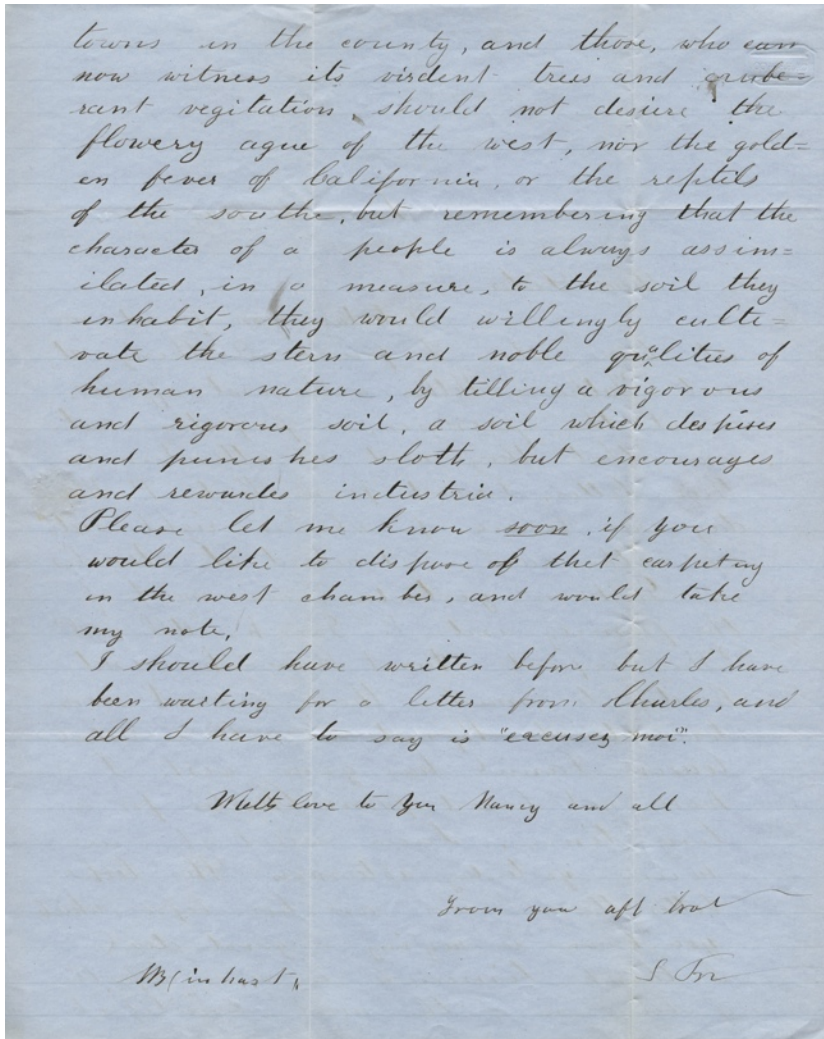 towns in the county, and those, who can
now witness its virdent trees and exube-
rant vegitation, should not desire the
flowery ague of the west, nor the gold=
en fever of California, or the reptils
of the southe, but remembering that the
character of a people is always assim=
ilated, in a measure, to the soil they
inhabit, they would willingly culti=
vate the stern and noble qualities of
human nature, by tilling a vigorous
and rigorous soil, a soil which despises
and punishes sloth, but encourages
and rewardes industria.
Please let me know soon, if you
would like to dispose of thet carpeting
in the west chamber, and would take
my note,
I should have written before but I have
been waiting for a letter from Charles, and
all I have to say is "excusez moi".
With love to you Nancy and all
From you aff brot
(in hast,,
S